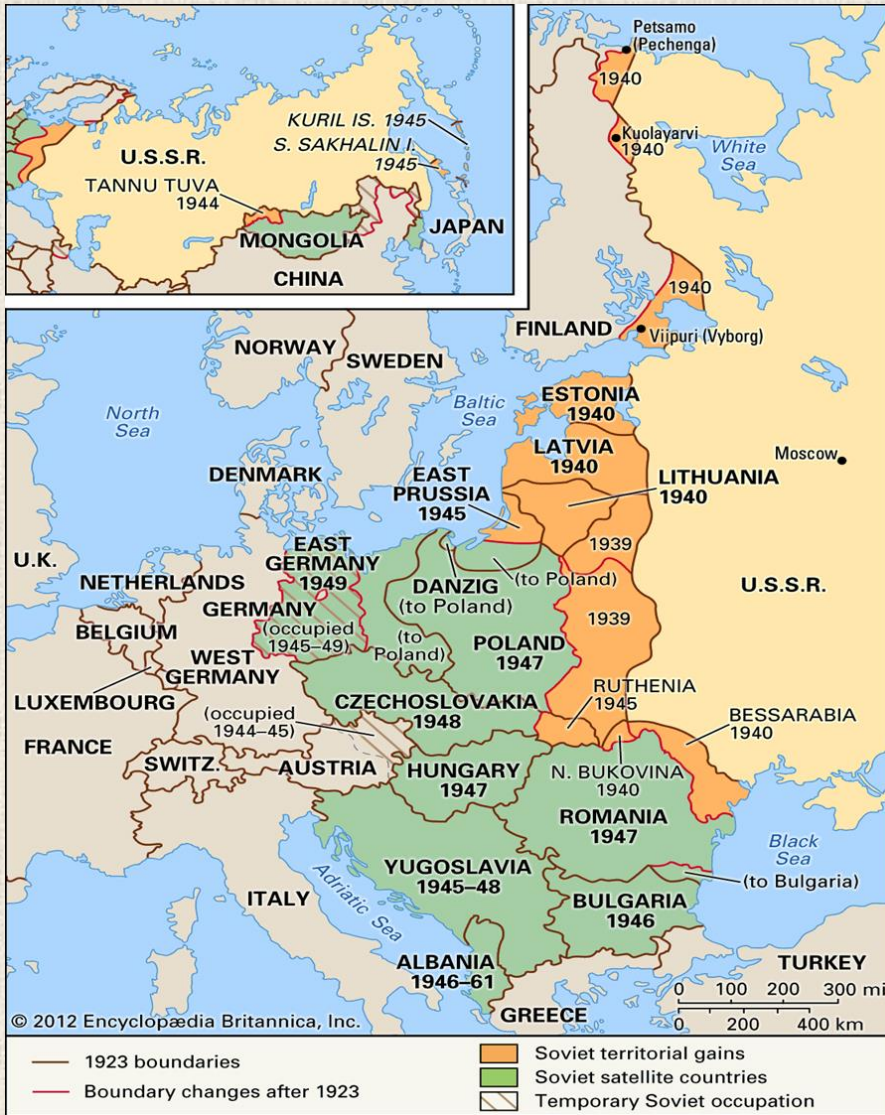 U.S.S.R.
TANNU TUVA
1944
MONGOLIA
CHINA
KURIL IS. 1945
S. SAKHALIN I.
1945
JAPAN
Petsamo
(Pechenga)
1940
Kuolayarvi
1940
White
Sea
1940
FINLAND
Viipuri (Vyborg)
NORWAY
SWEDEN
North
Sea
Baltic
Sea
ESTONIA
1940
LATVIA
1940
Moscow
DENMARK
EAST
PRUSSIA
1945
LITHUANIA
1940
1939
U.K.
EAST
GERMANY
1949
NETHERLANDS
GERMANY
(occupied
1945–49)
DANZIG
(to Poland)
(to Poland)
U.S.S.R.
1939
BELGIUM
WEST
GERMANY
(to
Poland)
POLAND
1947
LUXEMBOURG
CZECHOSLOVAKIA
1948
RUTHENIA
1945
BESSARABIA
1940
(occupied
1944–45)
FRANCE
SWITZ.
AUSTRIA
HUNGARY
1947
N. BUKOVINA
1940
ROMANIA
1947
YUGOSLAVIA
1945–48
Black
Sea
(to Bulgaria)
ITALY
Adriatic Sea
BULGARIA
1946
ALBANIA
1946–61
TURKEY
GREECE
0 100 200 300 mi
0 200 400 km
© 2012 Encyclopædia Britannica, Inc.
1923 boundaries
Boundary changes after 1923
Soviet territorial gains
Soviet satellite countries
Temporary Soviet occupation